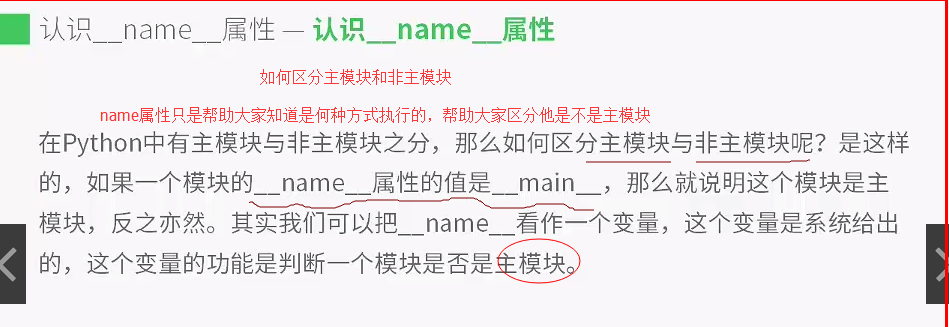 认识__name__属性 — 认识__name__属性
如何区分主模块和非主模块
name属性只是帮助大家知道是何种方式执行的，帮助大家区分他是不是主模块
在Python中有主模块与非主模块之分，那么如何区分主模块与非主模块呢？是这样
的，如果一个模块的__name__属性的值是__main__，那么就说明这个模块是主
模块，反之亦然。其实我们可以把__name__看作一个变量，这个变量是系统给出
的，这个变量的功能是判断一个模块是否是主模块。